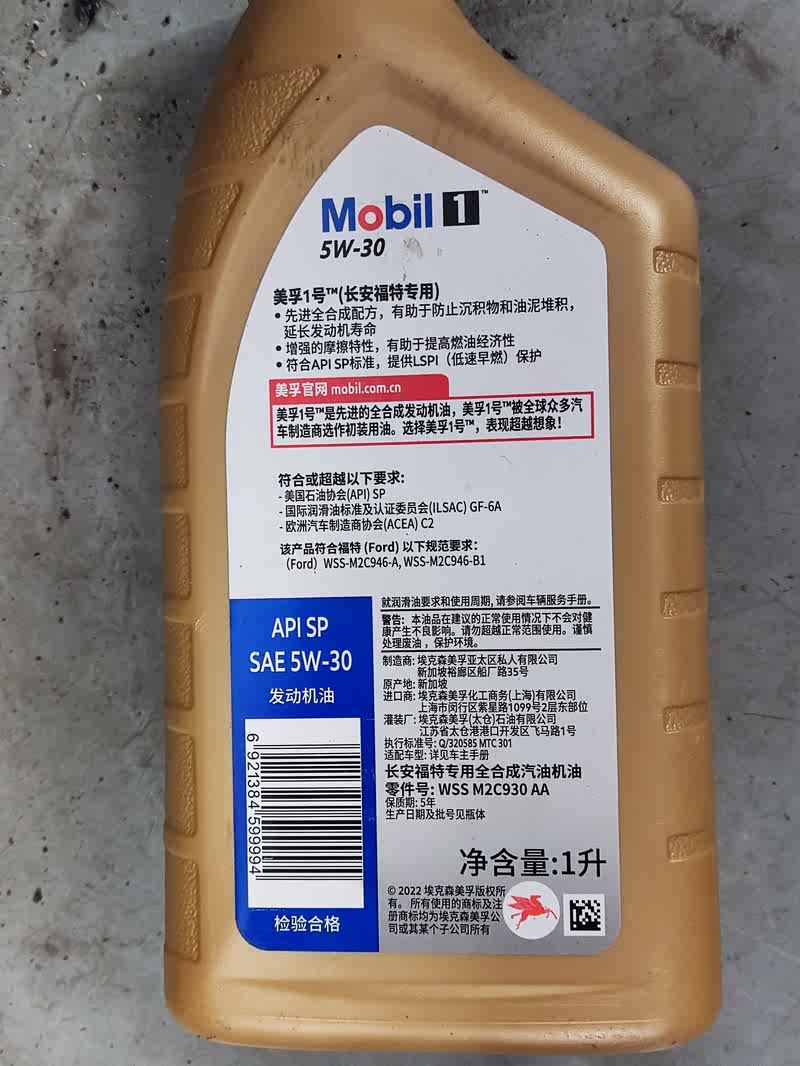 Mobil 1™
5W-30
美孚1号™(长安福特专用)
• 先进全合成配方，有助于防止沉积物和油泥堆积，
延长发动机寿命
• 增强的摩擦特性，有助于提高燃油经济性
• 符合API SP标准，提供LSPI（低速早燃）保护
美孚官网 mobil.com.cn
美孚1号™是先进的全合成发动机油，美孚1号™被全球众多汽
车制造商选作初装用油。选择美孚1号™，表现超越想象！
符合或超越以下要求:
- 美国石油协会(API) SP
- 国际润滑油标准及认证委员会(ILSAC) GF-6A
- 欧洲汽车制造商协会(ACEA) C2
该产品符合福特 (Ford) 以下规范要求:
（Ford）WSS-M2C946-A, WSS-M2C946-B1
API SP
SAE 5W-30
发动机油
6 921384 599994
检验合格
就润滑油要求和使用周期, 请参阅车辆服务手册。
警告: 本油品在建议的正常使用情况下不会对健
康产生不良影响。请勿超越正常范围使用。谨慎
处理废油，保护环境。
制造商: 埃克森美孚亚太区私人有限公司
新加坡裕廊区船厂路35号
原产地: 新加坡
进口商: 埃克森美孚化工商务(上海)有限公司
上海市闵行区紫星路1099号2层东部位
灌装厂: 埃克森美孚(太仓)石油有限公司
江苏省太仓港港口开发区飞马路1号
执行标准号: Q/320585 MTC 301
适配车型: 详见车主手册
长安福特专用全合成汽油机油
零件号: WSS M2C930 AA
保质期: 5年
生产日期及批号见瓶体
净含量:1升
© 2022 埃克森美孚版权所
有。 所有使用的商标及注
册商标均为埃克森美孚公
司或其某个子公司所有